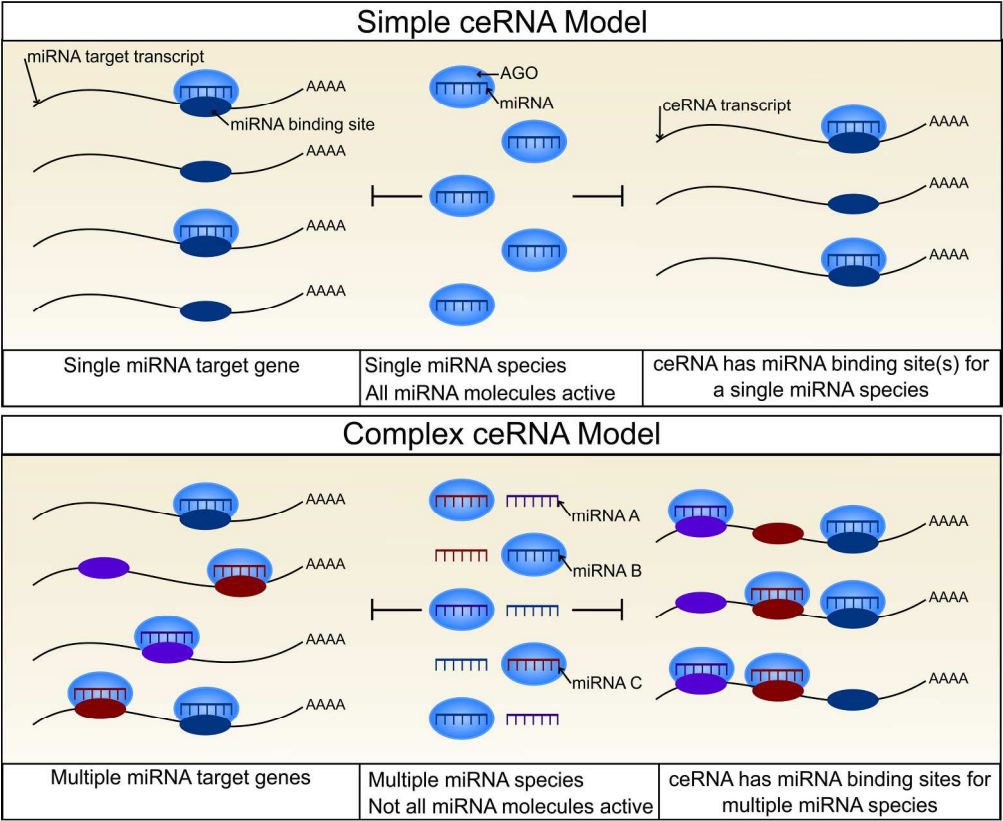 Simple ceRNA Model
miRNA target transcript
AAAA
miRNA binding site
AAAA
AAAA
AAAA
AGO
miRNA
ceRNA transcript
AAAA
AAAA
AAAA
Single miRNA target gene
Single miRNA species
All miRNA molecules active
ceRNA has miRNA binding site(s) for
a single miRNA species
Complex ceRNA Model
AAAA
AAAA
AAAA
AAAA
miRNA A
miRNA B
miRNA C
AAAA
AAAA
AAAA
Multiple miRNA target genes
Multiple miRNA species
Not all miRNA molecules active
ceRNA has miRNA binding sites for
multiple miRNA species